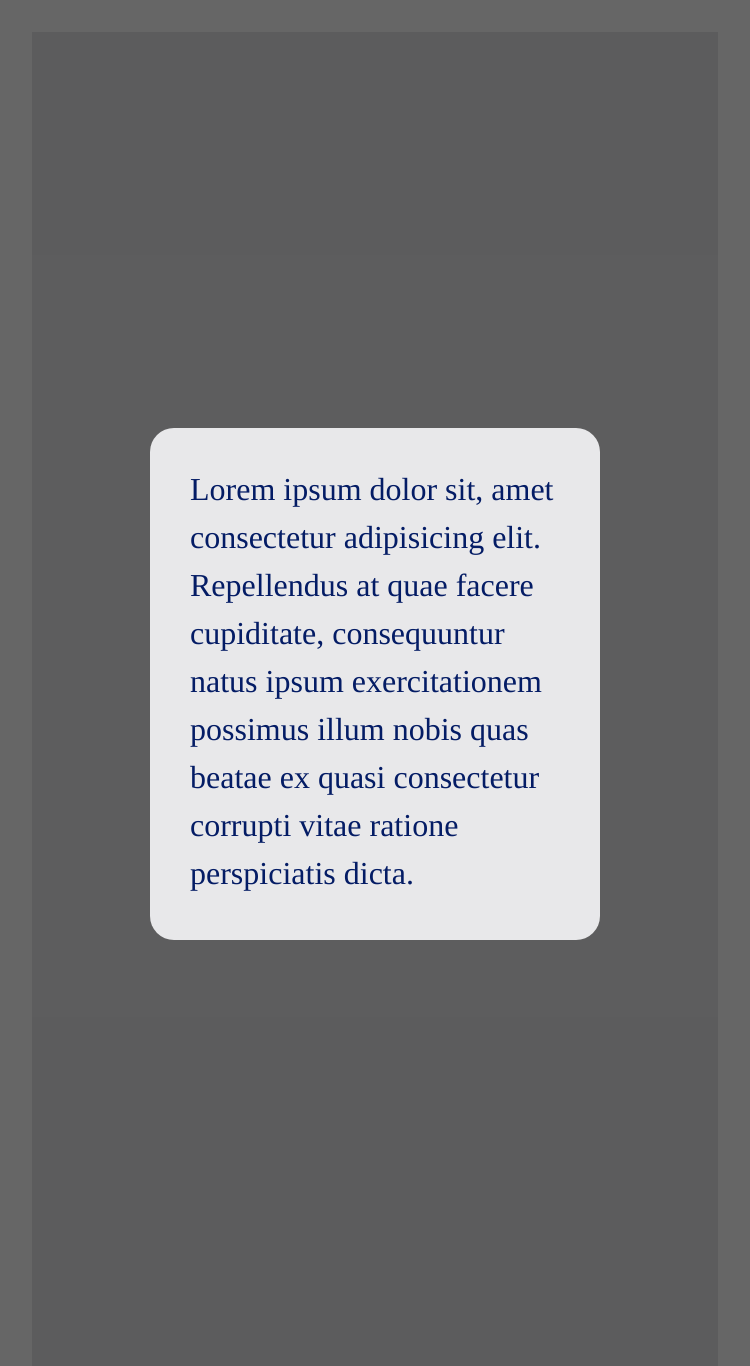 Lorem ipsum dolor sit, amet
consectetur adipisicing elit.
Repellendus at quae facere
cupiditate, consequuntur
natus ipsum exercitationem
possimus illum nobis quas
beatae ex quasi consectetur
corrupti vitae ratione
perspiciatis dicta.